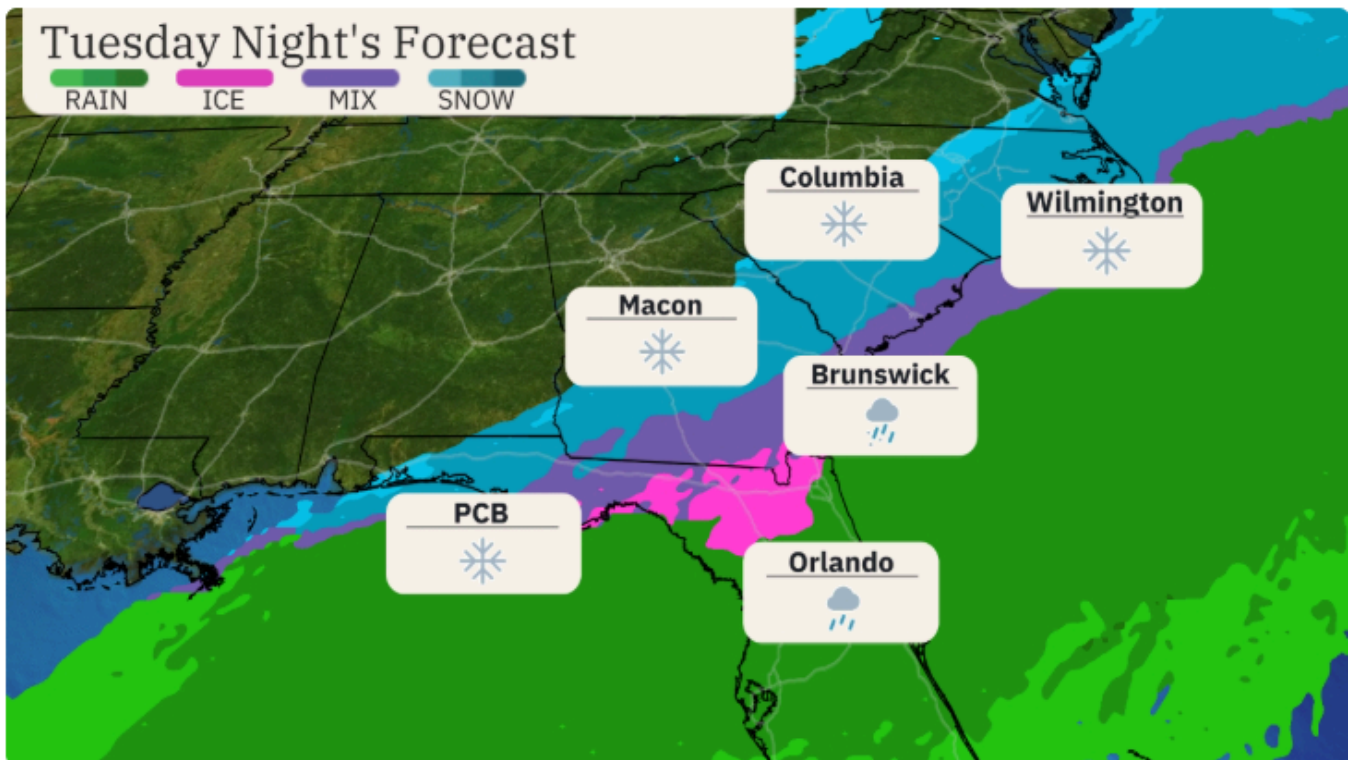 Tuesday Night's Forecast
RAIN ICE MIX SNOW
Columbia
Wilmington
Macon
Brunswick
PCB
Orlando